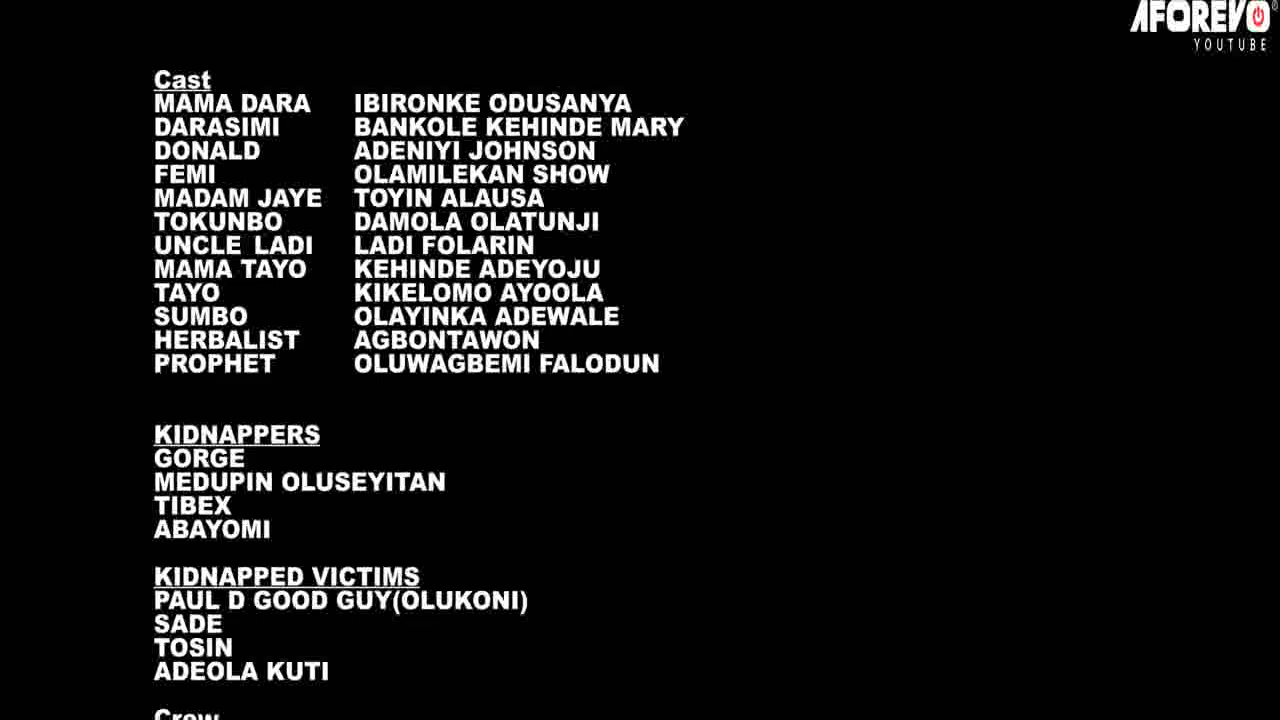 AFOREVO
YOUTUBE
Cast
MAMA DARA IBIRONKE ODUSANYA
DARASIMI BANKOLE KEHINDE MARY
DONALD ADENIYI JOHNSON
FEMI OLAMILEKAN SHOW
MADAM JAYE TOYIN ALAUSA
TOKUNBO DAMOLA OLATUNJI
UNCLE LADI LADI FOLARIN
MAMA TAYO KEHINDE ADEYOJU
TAYO KIKELOMO AYOOLA
SUMBO OLAYINKA ADEWALE
HERBALIST AGBONTAWON
PROPHET OLUWAGBEMI FALODUN
KIDNAPPERS
GORGE
MEDUPIN OLUSEYITAN
TIBEX
ABAYOMI
KIDNAPPED VICTIMS
PAUL D GOOD GUY(OLUKONI)
SADE
TOSIN
ADEOLA KUTI
Crew